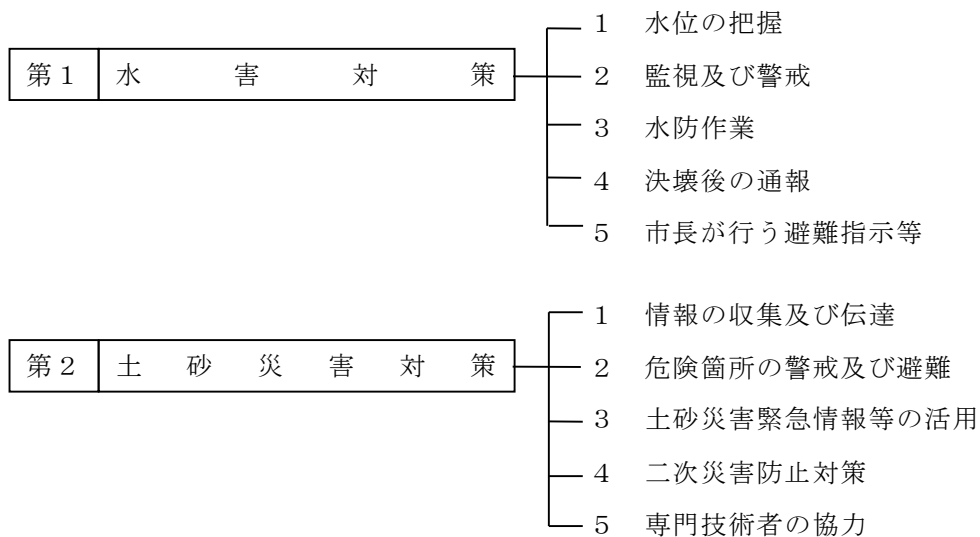 1 水位の把握
第1 水害対策
2 監視及び警戒
3 水防作業
4 決壊後の通報
5 市長が行う避難指示等
1 情報の収集及び伝達
第2 土砂災害対策
2 危険箇所の警戒及び避難
3 土砂災害緊急情報等の活用
4 二次災害防止対策
5 専門技術者の協力